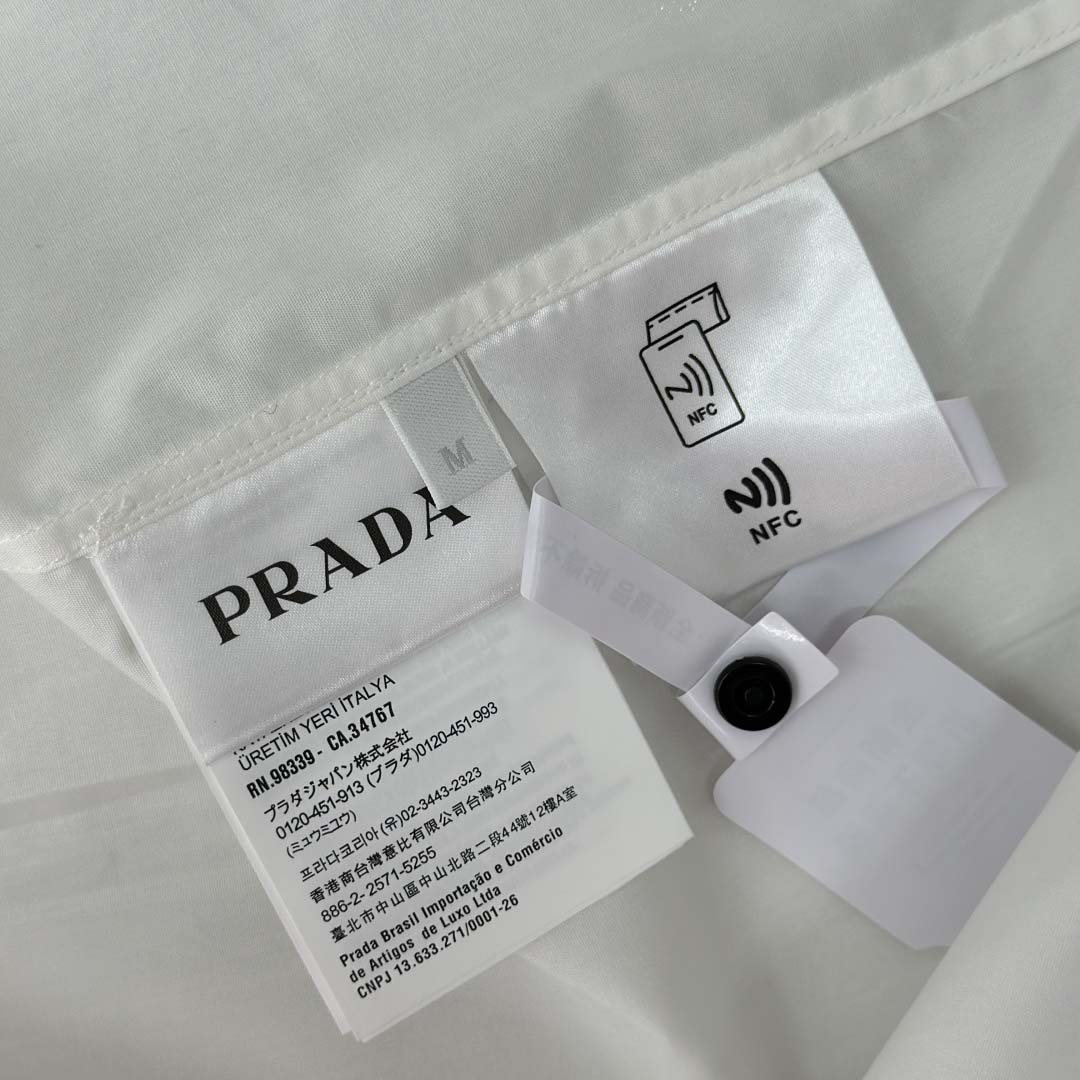 NFC
NFC
M
PRADA
ÜRETİM YERİ İTALYA
RN.98339 - CA.34767
プラダジャパン株式会社
0120-451-913 (プラダ)0120-451-993
(ミュウミュウ)
프라다코리아(유)02-3443-2323
香港商台灣意比有限公司台灣分公司
886-2- 2571-5255
臺北市中山區中山北路二段44號12樓A室
Prada Brasil Importação e Comércio
de Artigos de Luxo Ltda
CNPJ 13.633.271/0001-26